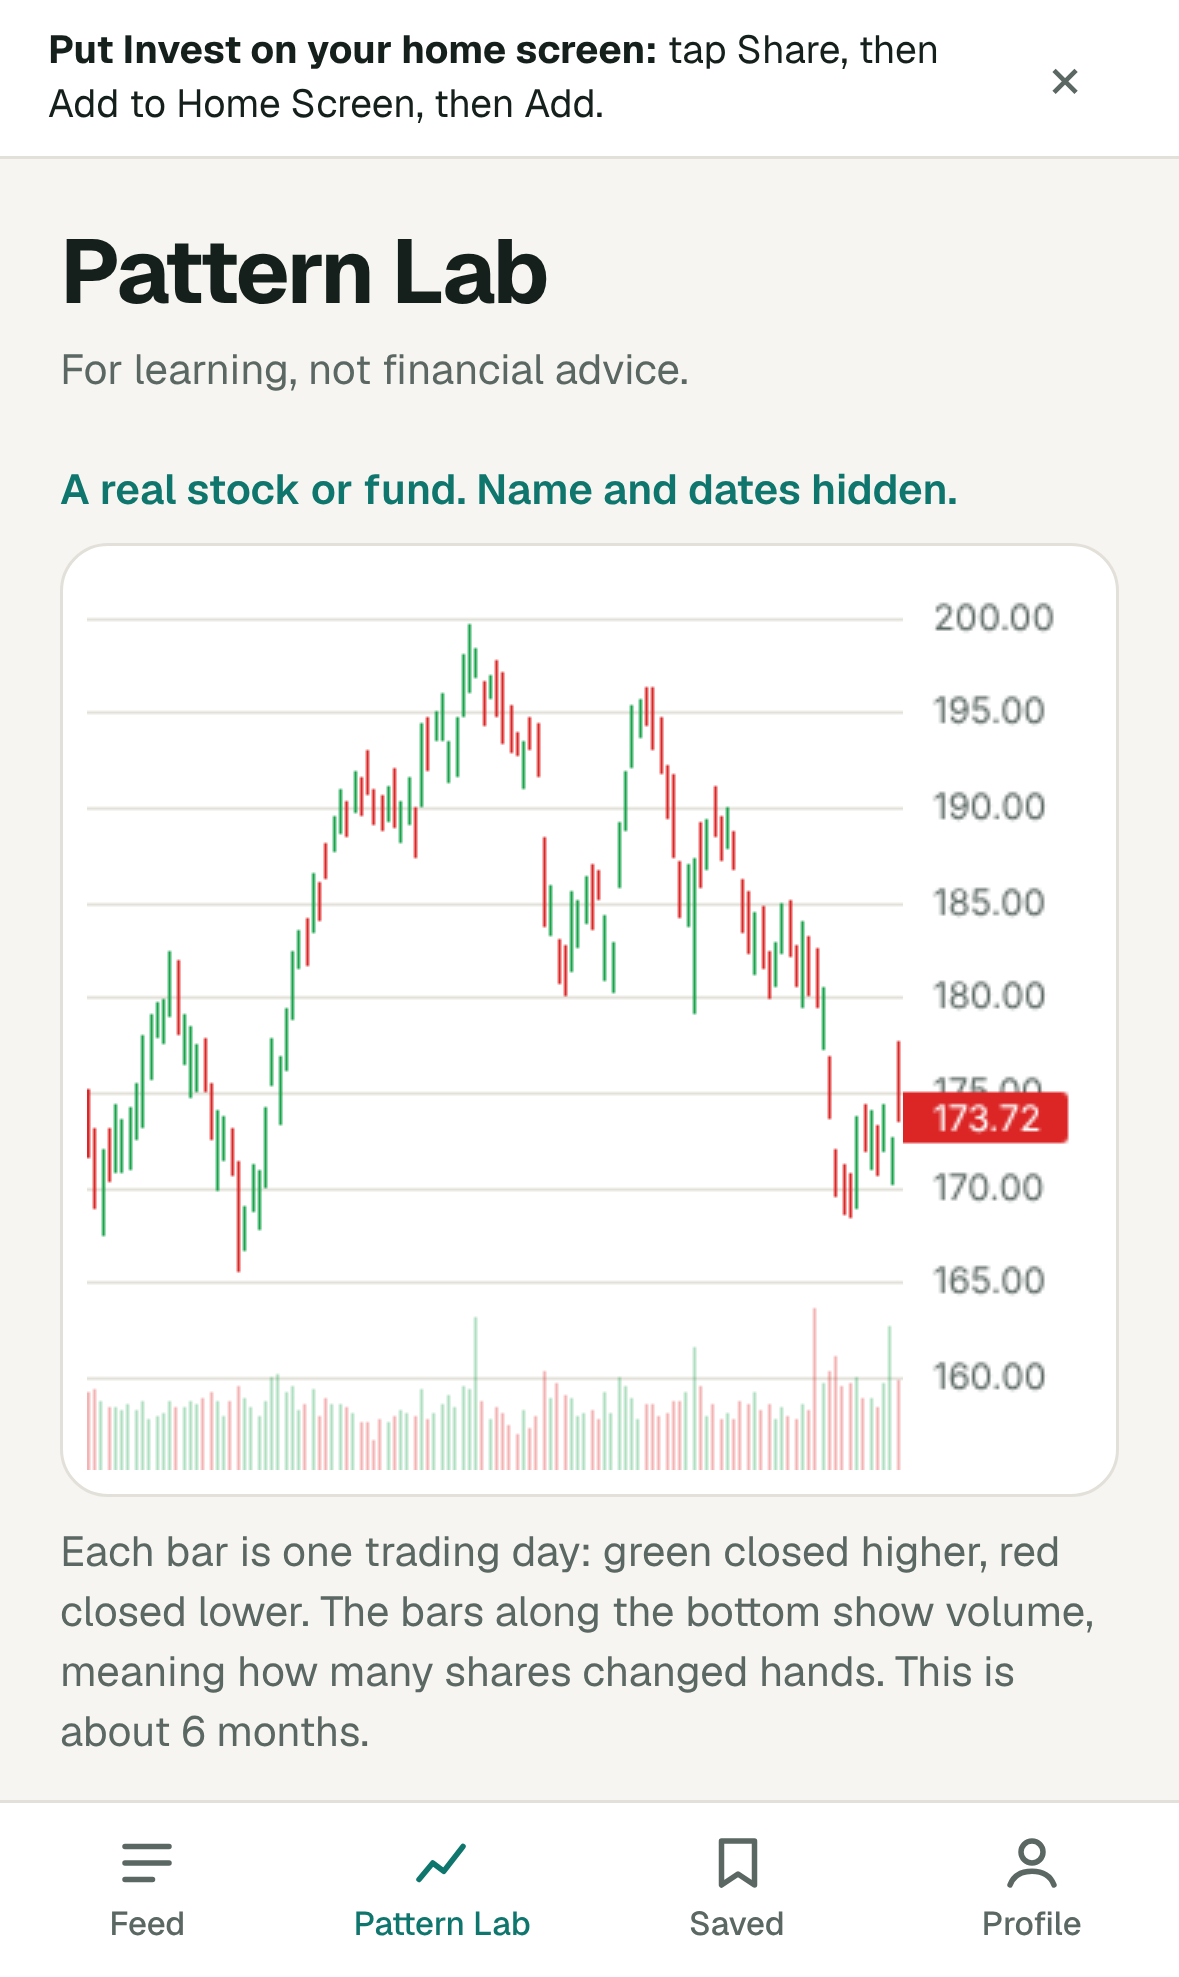 Put Invest on your home screen: tap Share, then
Add to Home Screen, then Add.
Pattern Lab
For learning, not financial advice.
A real stock or fund. Name and dates hidden.
200.00
195.00
190.00
185.00
180.00
175.00
173.72
170.00
165.00
160.00
Each bar is one trading day: green closed higher, red
closed lower. The bars along the bottom show volume,
meaning how many shares changed hands. This is
about 6 months.
Feed
Pattern Lab
Saved
Profile